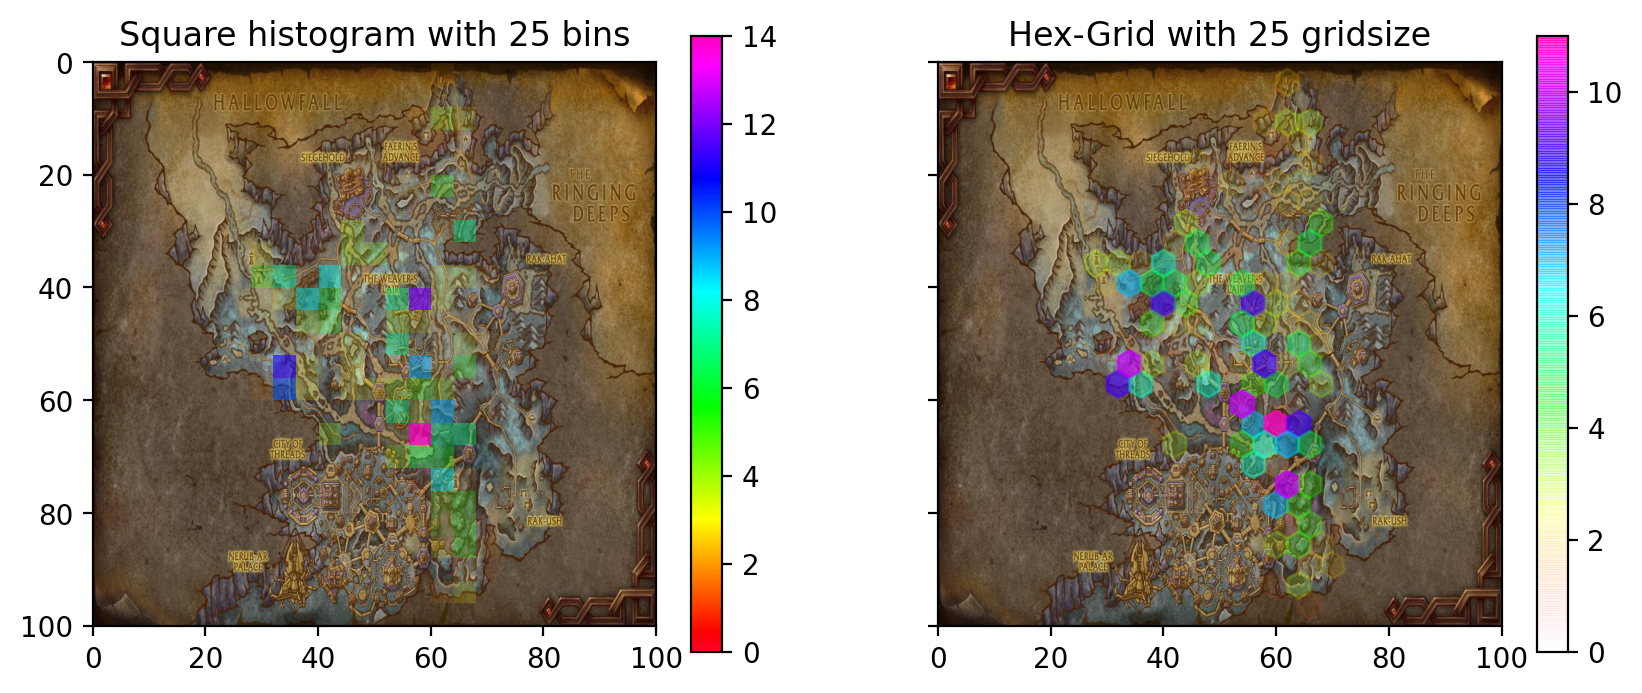 Square histogram with 25 bins
0
20
40
60
80
100
0
20
40
60
80
100
HALLOWFALL
SIEGEHOLD
FAERIN'S
ADVANCE
THE
RINGING
DEEPS
RAK-AHAT
THE WEAVER'S
LAIR
CITY OF
THREADS
RAK-USH
NERUB-AR
PALACE
14
12
10
8
6
4
2
0
Hex-Grid with 25 gridsize
0
20
40
60
80
100
HALLOWFALL
SIEGEHOLD
FAERIN'S
ADVANCE
THE
RINGING
DEEPS
RAK-AHAT
THE WEAVER'S
LAIR
CITY OF
THREADS
RAK-USH
NERUB-AR
PALACE
10
8
6
4
2
0